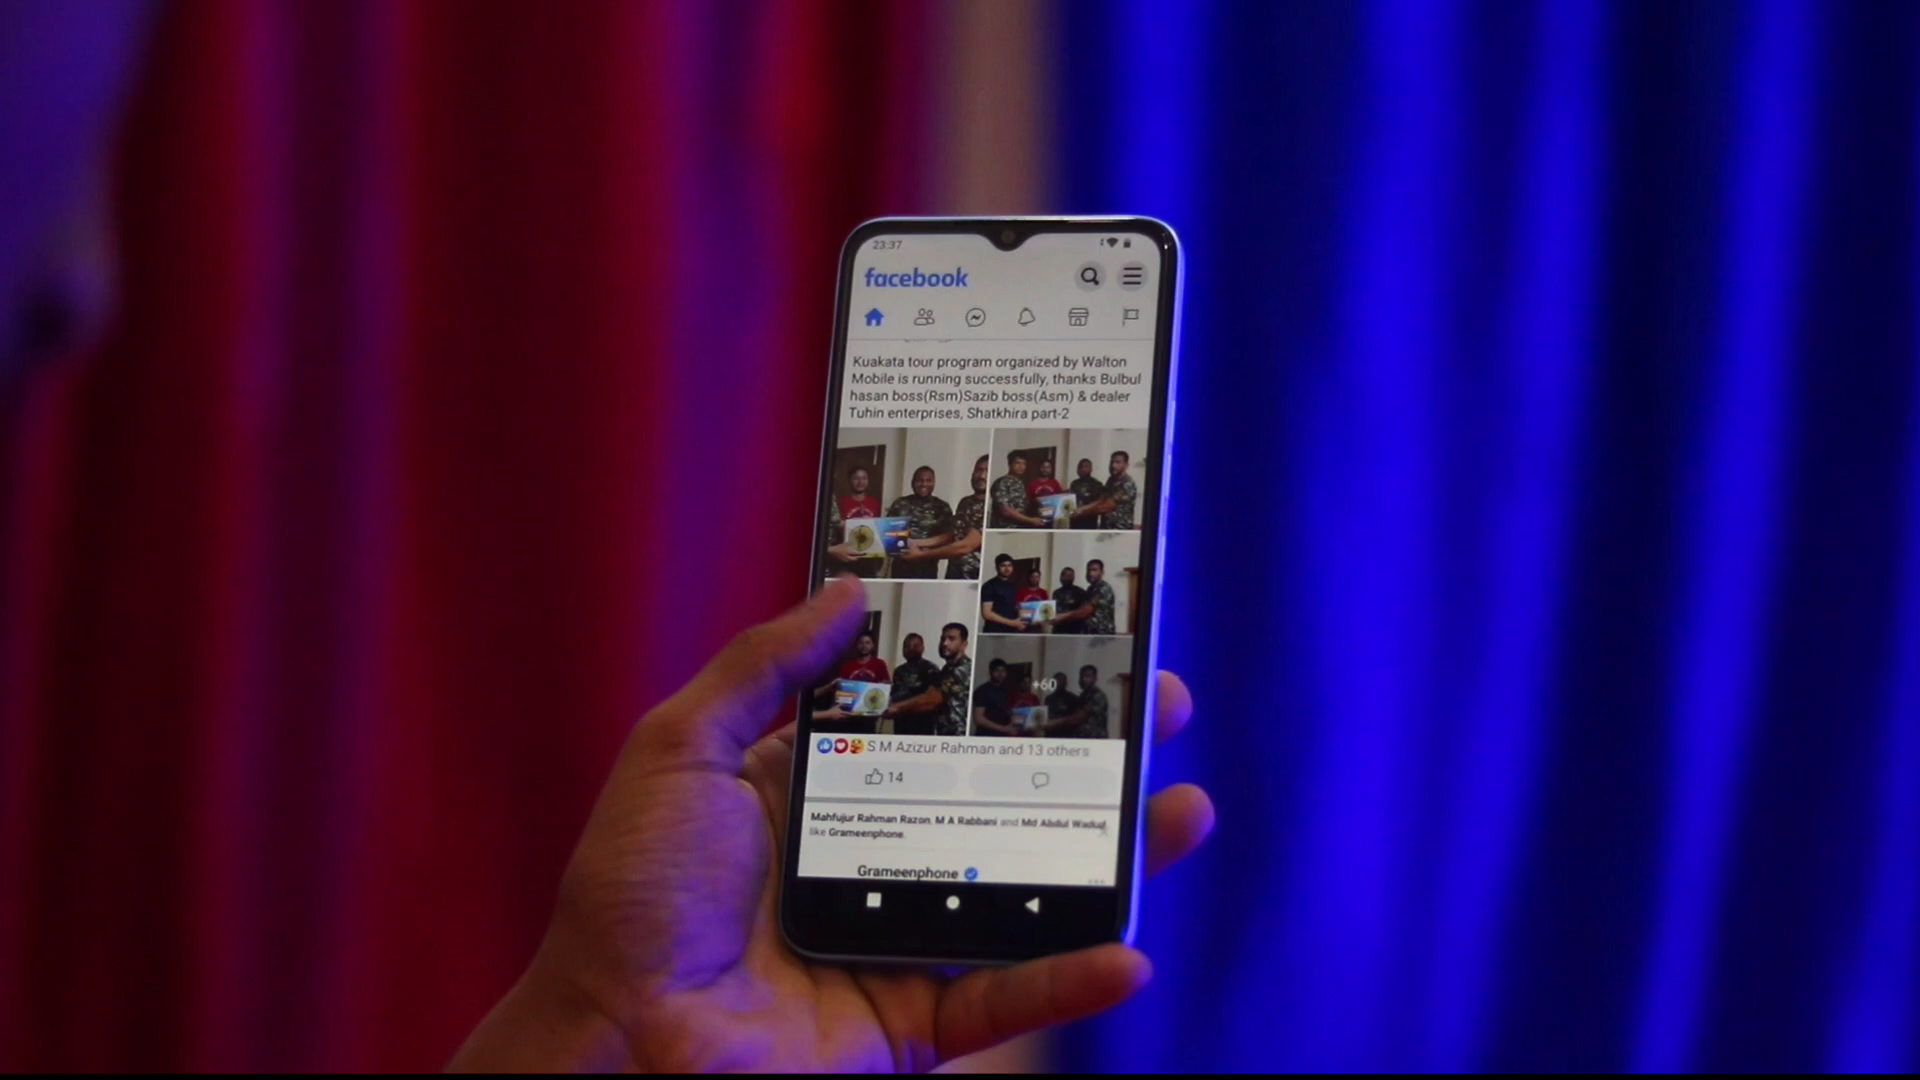 23:37
facebook
Kuakata tour program organized by Walton
Mobile is running successfully, thanks Bulbul
hasan boss(Rsm)Sazib boss(Asm) & dealer
Tuhin enterprises, Shatkhira part-2
+60
S M Azizur Rahman and 13 others
14
Mahfujur Rahman Razon, M A Rabbani and Md Abdul Wadud
like Grameenphone.
Grameenphone